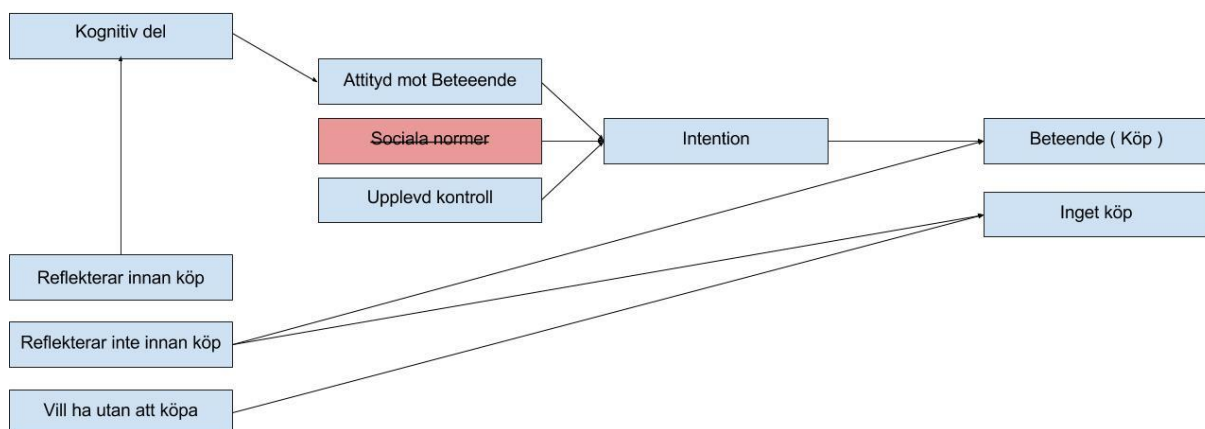 Kognitiv del
Attityd mot Beteeende
Sociala normer
Intention
Beteende ( Köp )
Upplevd kontroll
Inget köp
Reflekterar innan köp
Reflekterar inte innan köp
Vill ha utan att köpa